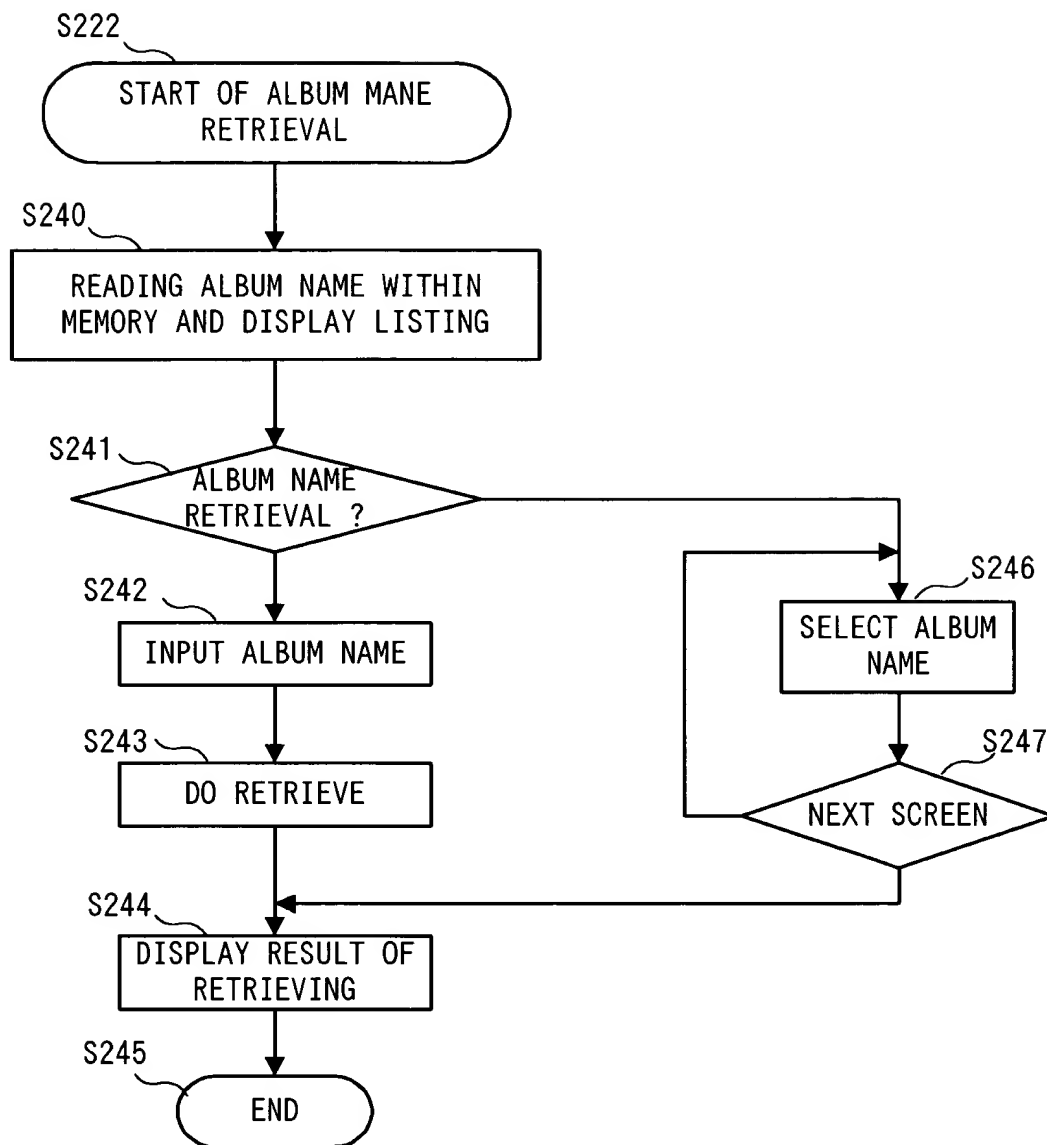 S222
START OF ALBUM MANE
RETRIEVAL
S240
READING ALBUM NAME WITHIN
MEMORY AND DISPLAY LISTING
S241
ALBUM NAME
RETRIEVAL ?
S242
INPUT ALBUM NAME
S243
DO RETRIEVE
S246
SELECT ALBUM
NAME
S247
NEXT SCREEN
S244
DISPLAY RESULT OF
RETRIEVING
S245
END